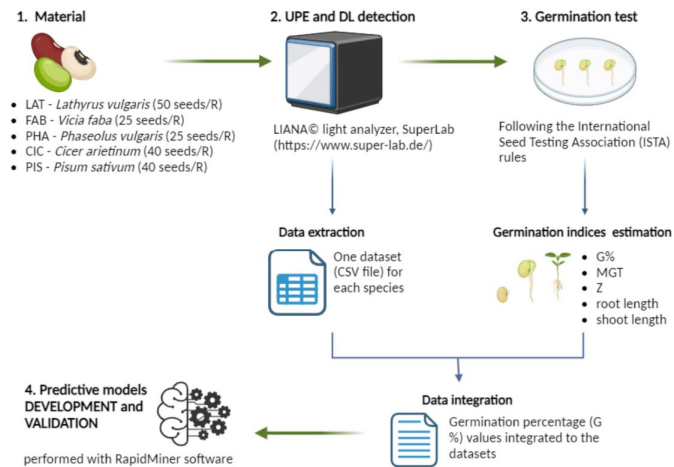 1. Material
• LAT - Lathyrus vulgaris (50 seeds/R)
• FAB - Vicia faba (25 seeds/R)
• PHA - Phaseolus vulgaris (25 seeds/R)
• CIC - Cicer arietinum (40 seeds/R)
• PIS - Pisum sativum (40 seeds/R)
2. UPE and DL detection
LIANA© light analyzer, SuperLab
(https://www.super-lab.de/)
3. Germination test
Following the International
Seed Testing Association (ISTA)
rules
Data extraction
One dataset
(CSV file) for
each species
Germination indices estimation
• G%
• MGT
• Z
• root length
• shoot length
Data integration
Germination percentage (G
%) values integrated to the
datasets
4. Predictive models
DEVELOPMENT and
VALIDATION
performed with RapidMiner software